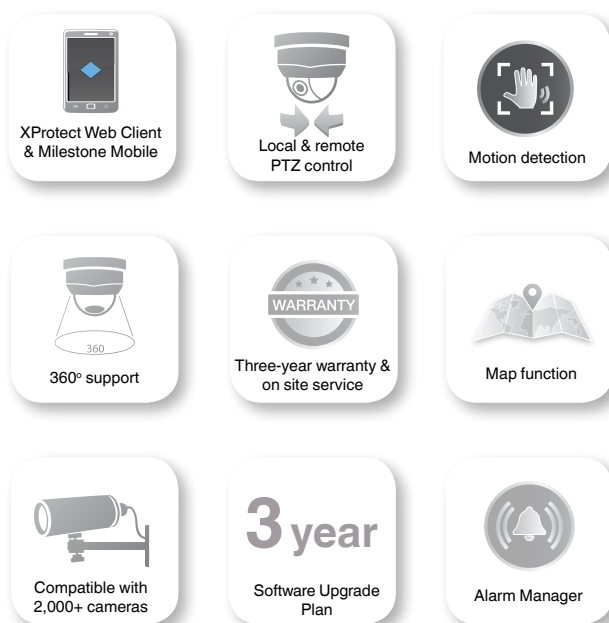 XProtect Web Client
& Milestone Mobile
Local & remote
PTZ control
Motion detection
360
360° support
WARRANTY
Three-year warranty &
on site service
Map function
Compatible with
2,000+ cameras
3 year
Software Upgrade
Plan
Alarm Manager